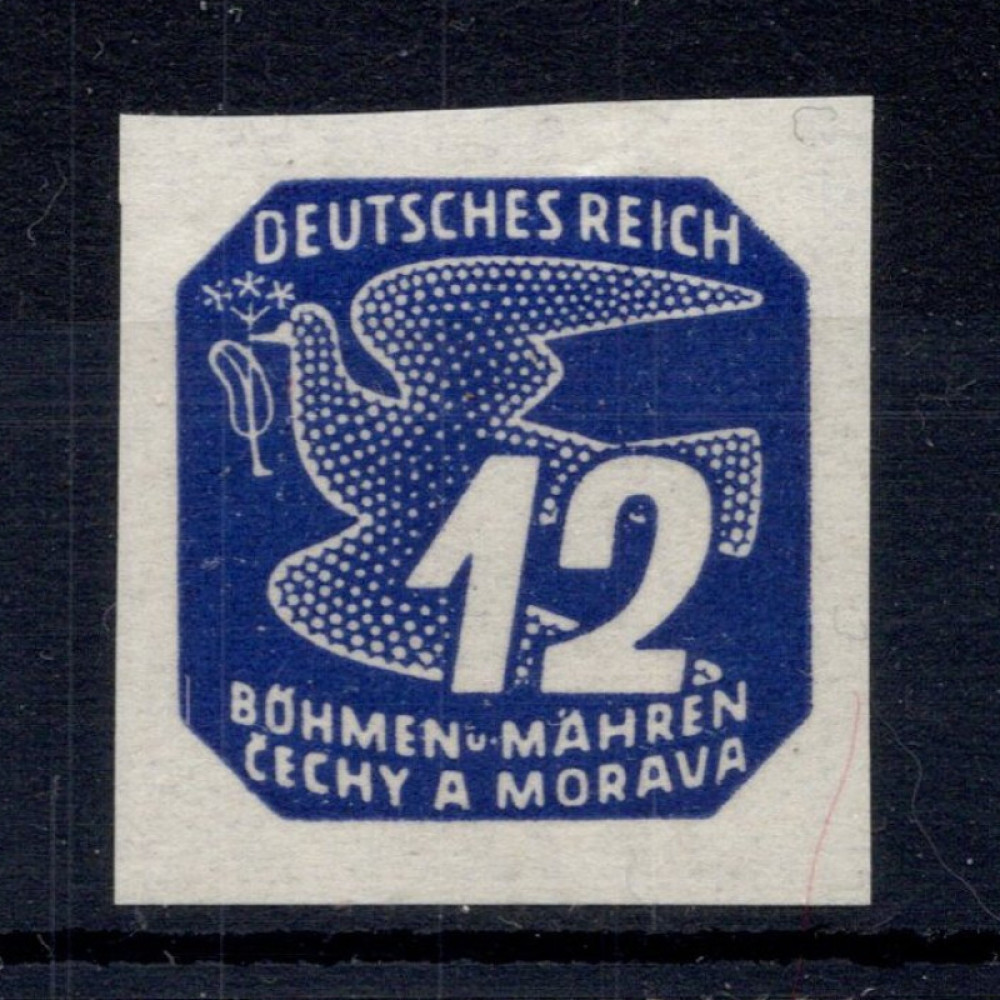 DEUTSCHES REICH
12
BÖHMEN u. MÄHREN
ČECHY A MORAVA